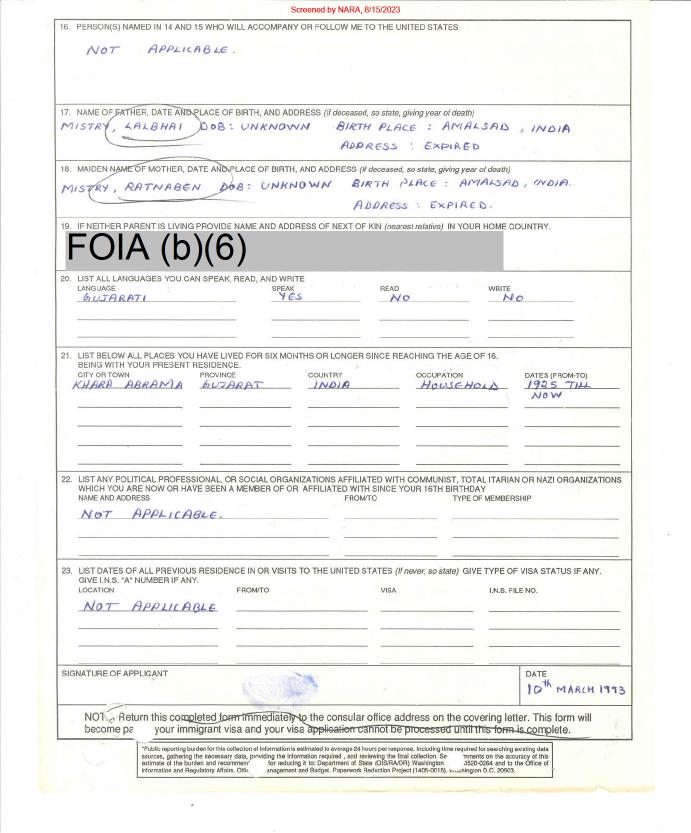 Screened by NARA, 8/15/2023
16. PERSON(S) NAMED IN 14 AND 15 WHO WILL ACCOMPANY OR FOLLOW ME TO THE UNITED STATES
NOT APPLICABLE.
17. NAME OF FATHER, DATE AND PLACE OF BIRTH, AND ADDRESS (if deceased, so state, giving year of death)
MISTRY, LALBHAI DOB: UNKNOWN BIRTH PLACE: AMALSAD, INDIA
ADDRESS: EXPIRED
18. MAIDEN NAME OF MOTHER, DATE AND PLACE OF BIRTH, AND ADDRESS (if deceased, so state, giving year of death)
MISTRY, RATNABEN DOB: UNKNOWN BIRTH PLACE: AMALSAD, INDIA.
ADDRESS: EXPIRED.
19. IF NEITHER PARENT IS LIVING PROVIDE NAME AND ADDRESS OF NEXT OF KIN (nearest relative) IN YOUR HOME COUNTRY.
FOIA (b)(6)
20. LIST ALL LANGUAGES YOU CAN SPEAK, READ, AND WRITE
LANGUAGE SPEAK READ WRITE
GUJARATI YES NO NO
21. LIST BELOW ALL PLACES YOU HAVE LIVED FOR SIX MONTHS OR LONGER SINCE REACHING THE AGE OF 16.
BEING WITH YOUR PRESENT RESIDENCE.
CITY OR TOWN PROVINCE COUNTRY OCCUPATION DATES (FROM-TO)
KHARA ABRAMA GUJARAT INDIA HOUSEHOLD 1925 TILL
NOW
22. LIST ANY POLITICAL PROFESSIONAL, OR SOCIAL ORGANIZATIONS AFFILIATED WITH COMMUNIST, TOTAL ITARIAN OR NAZI ORGANIZATIONS
WHICH YOU ARE NOW OR HAVE BEEN A MEMBER OF OR AFFILIATED WITH SINCE YOUR 16TH BIRTHDAY
NAME AND ADDRESS FROM/TO TYPE OF MEMBERSHIP
NOT APPLICABLE.
23. LIST DATES OF ALL PREVIOUS RESIDENCE IN OR VISITS TO THE UNITED STATES (If never, so state) GIVE TYPE OF VISA STATUS IF ANY.
GIVE I.N.S. "A" NUMBER IF ANY.
LOCATION FROM/TO VISA I.N.S. FILE NO.
NOT APPLICABLE
SIGNATURE OF APPLICANT DATE
10th MARCH 1993
NOT Return this completed form immediately to the consular office address on the covering letter. This form will
become pa your immigrant visa and your visa application cannot be processed until this form is complete.
*Public reporting burden for this collection of information is estimated to average 24 hours per response. Including time required for searching existing data
sources, gathering the necessary data, providing the information required, and reviewing the final collection. Se ments on the accuracy of this
estimate of the burden and recommen for reducing it to: Department of State (OIS/RA/DR) Washington 0520-0264 and to the Office of
Information and Regulatory Affairs. Offic anagement and Budget. Paperwork Reduction Project (1405-0015). Washington D.C. 20503.